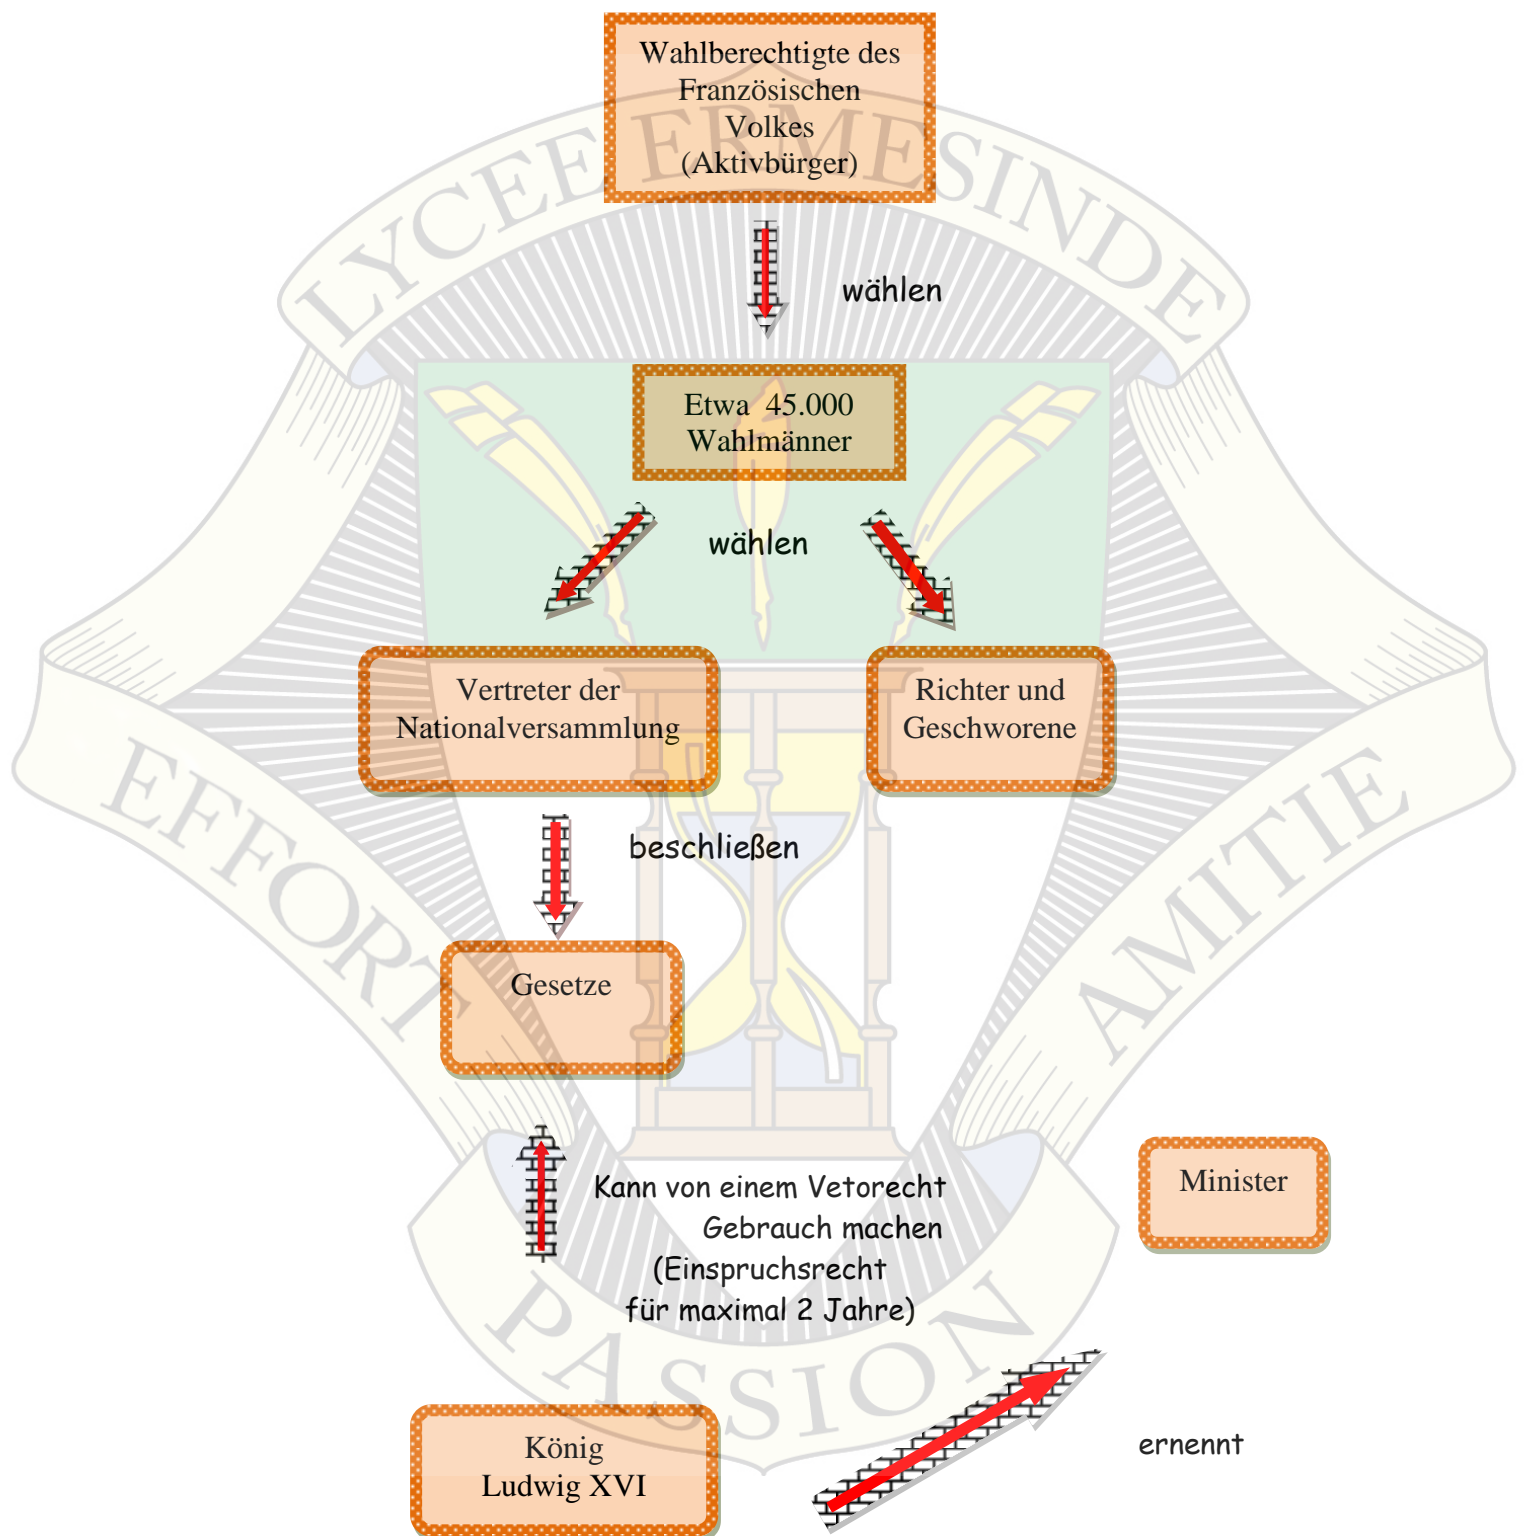 Wahlberechtigte des
Französischen
Volkes
(Aktivbürger)
LYCEE ERMESINDE
wählen
Etwa 45.000
Wahlmänner
wählen
Vertreter der
Nationalversammlung
Richter und
Geschworene
EFFORT
AMITIE
beschließen
Gesetze
Kann von einem Vetorecht
Gebrauch machen
(Einspruchsrecht
für maximal 2 Jahre)
Minister
PASSION
König
Ludwig XVI
ernennt